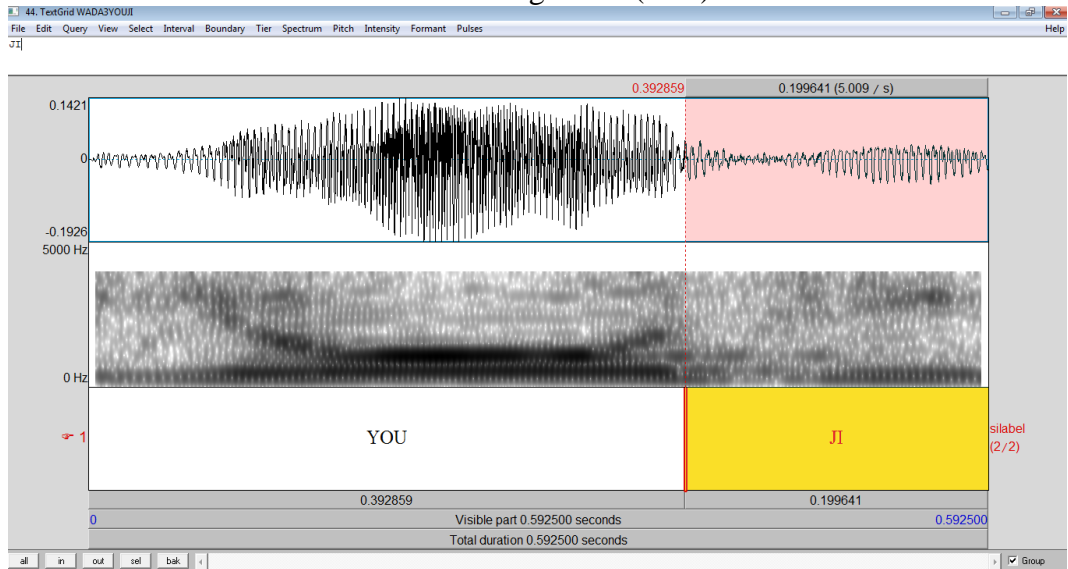 44. TextGrid WADA3YOUJI
File Edit Query View Select Interval Boundary Tier Spectrum Pitch Intensity Formant Pulses Help
JI
0.392859 0.199641 (5.009 / s)
0.1421
0
-0.1926
5000 Hz
0 Hz
1 YOU JI silabel
(2/2)
0.392859 0.199641
0 Visible part 0.592500 seconds 0.592500
Total duration 0.592500 seconds
all in out sel bak Group